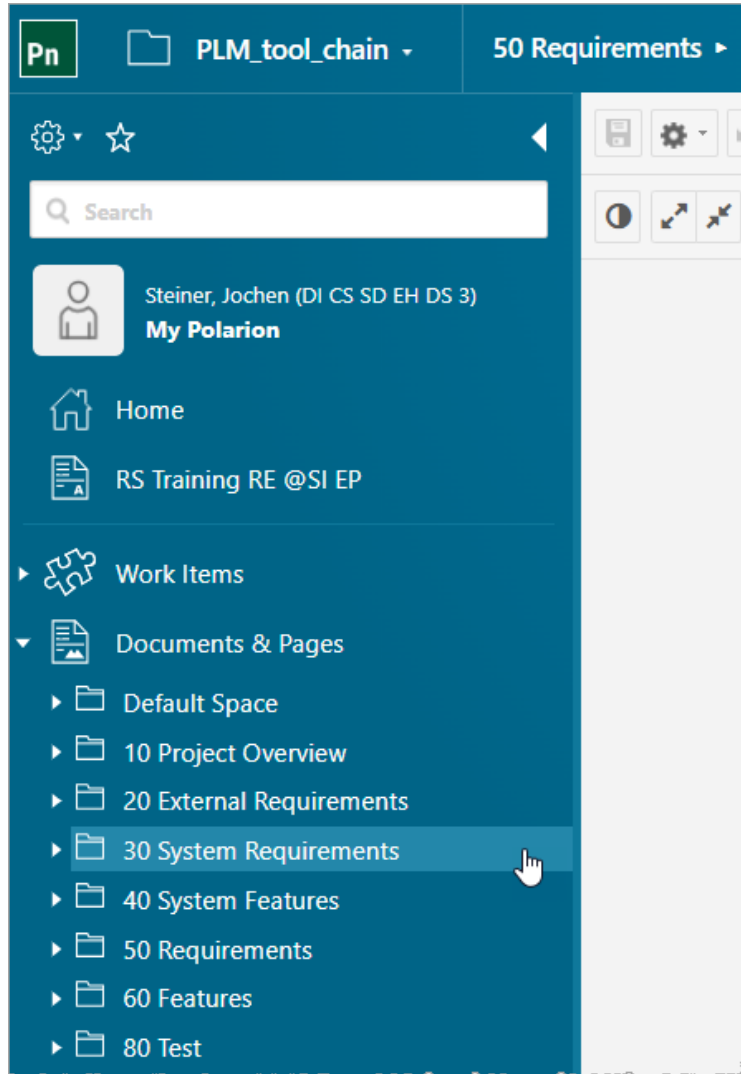 Pn PLM_tool_chain 50 Requirements
Search
Steiner, Jochen (DI CS SD EH DS 3)
My Polarion
Home
RS Training RE @SI EP
Work Items
Documents & Pages
Default Space
10 Project Overview
20 External Requirements
30 System Requirements
40 System Features
50 Requirements
60 Features
80 Test